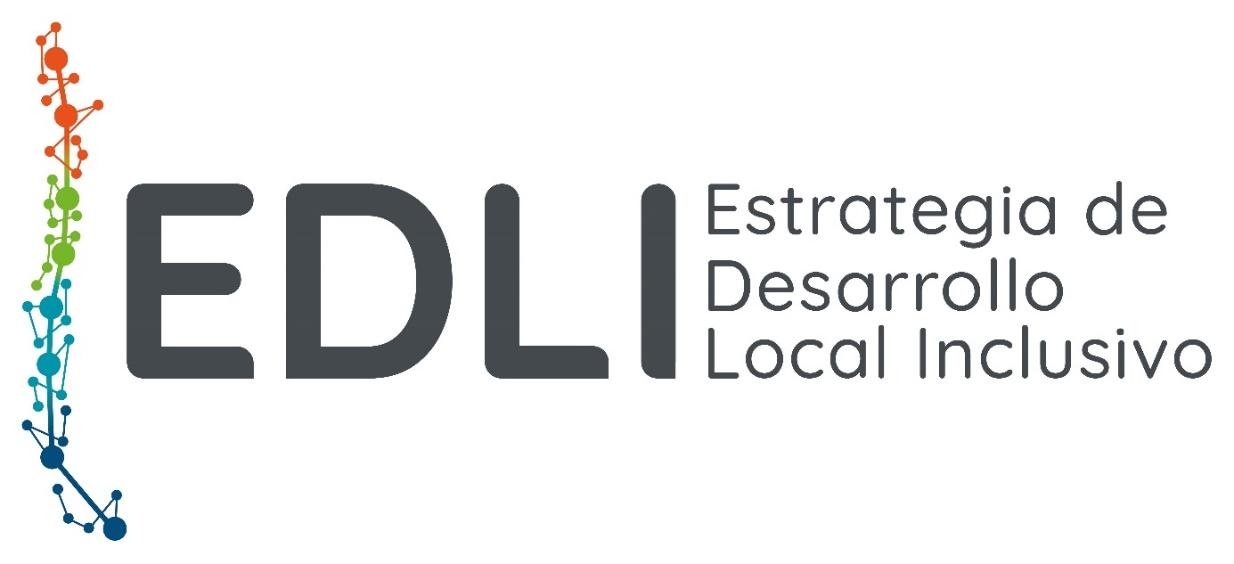 EDLI
Estrategia de
Desarrollo
Local Inclusivo